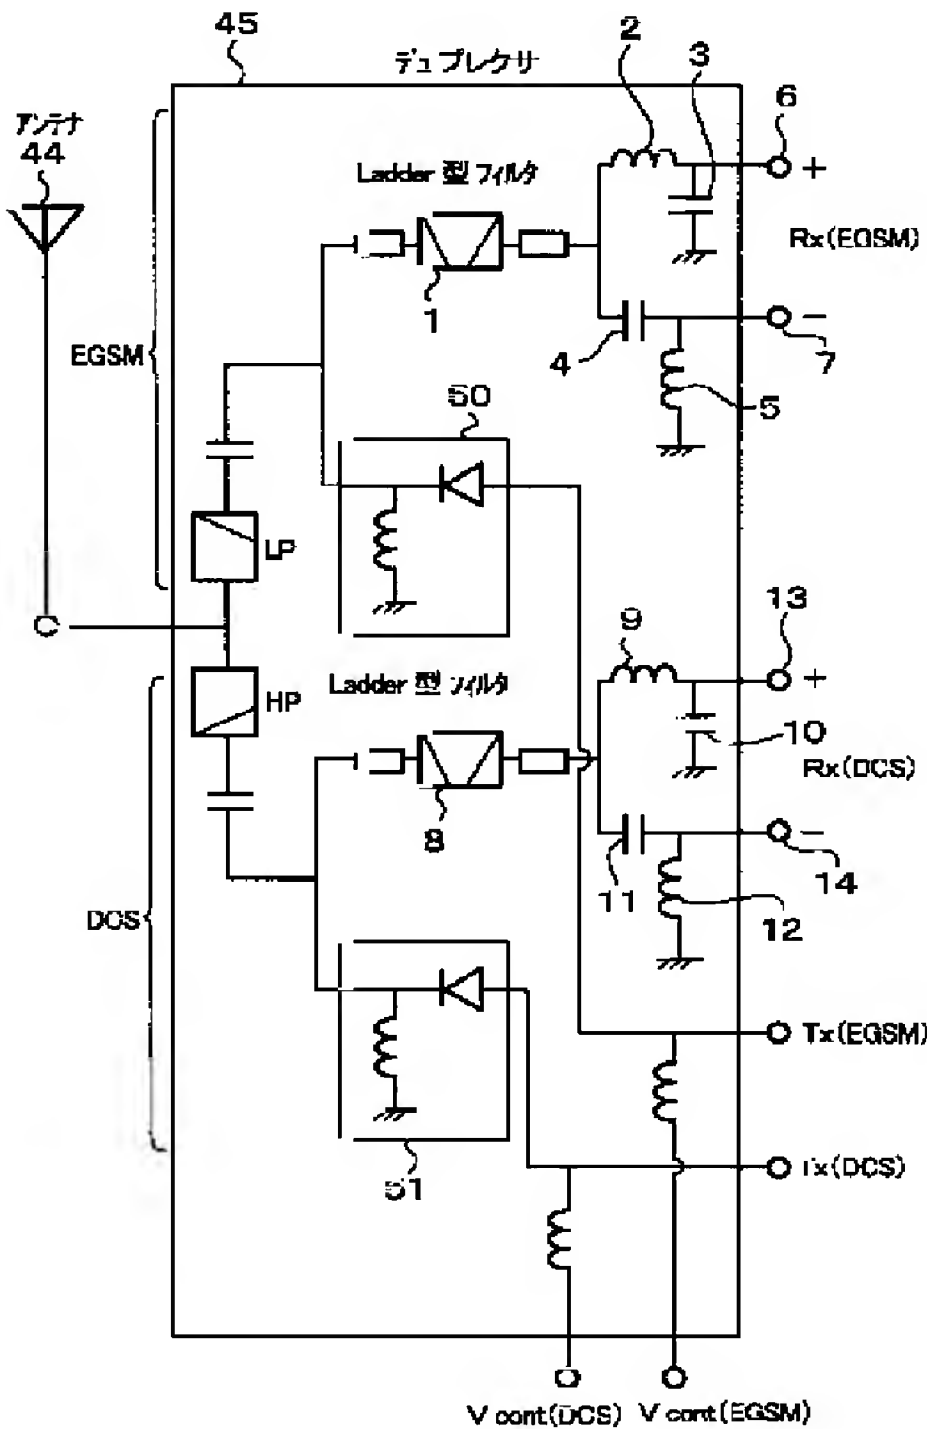 45
デュプレクサ
2
3
6
アンテナ
44
Ladder 型 フィルタ
+
Rx(EGSM)
1
EGSM
4
−
7
5
50
LP
9
13
HP
Ladder 型 フィルタ
+
10
Rx(DCS)
8
−
11
14
12
DCS
Tx(EGSM)
Tx(DCS)
51
V cont(DCS) V cont(EGSM)